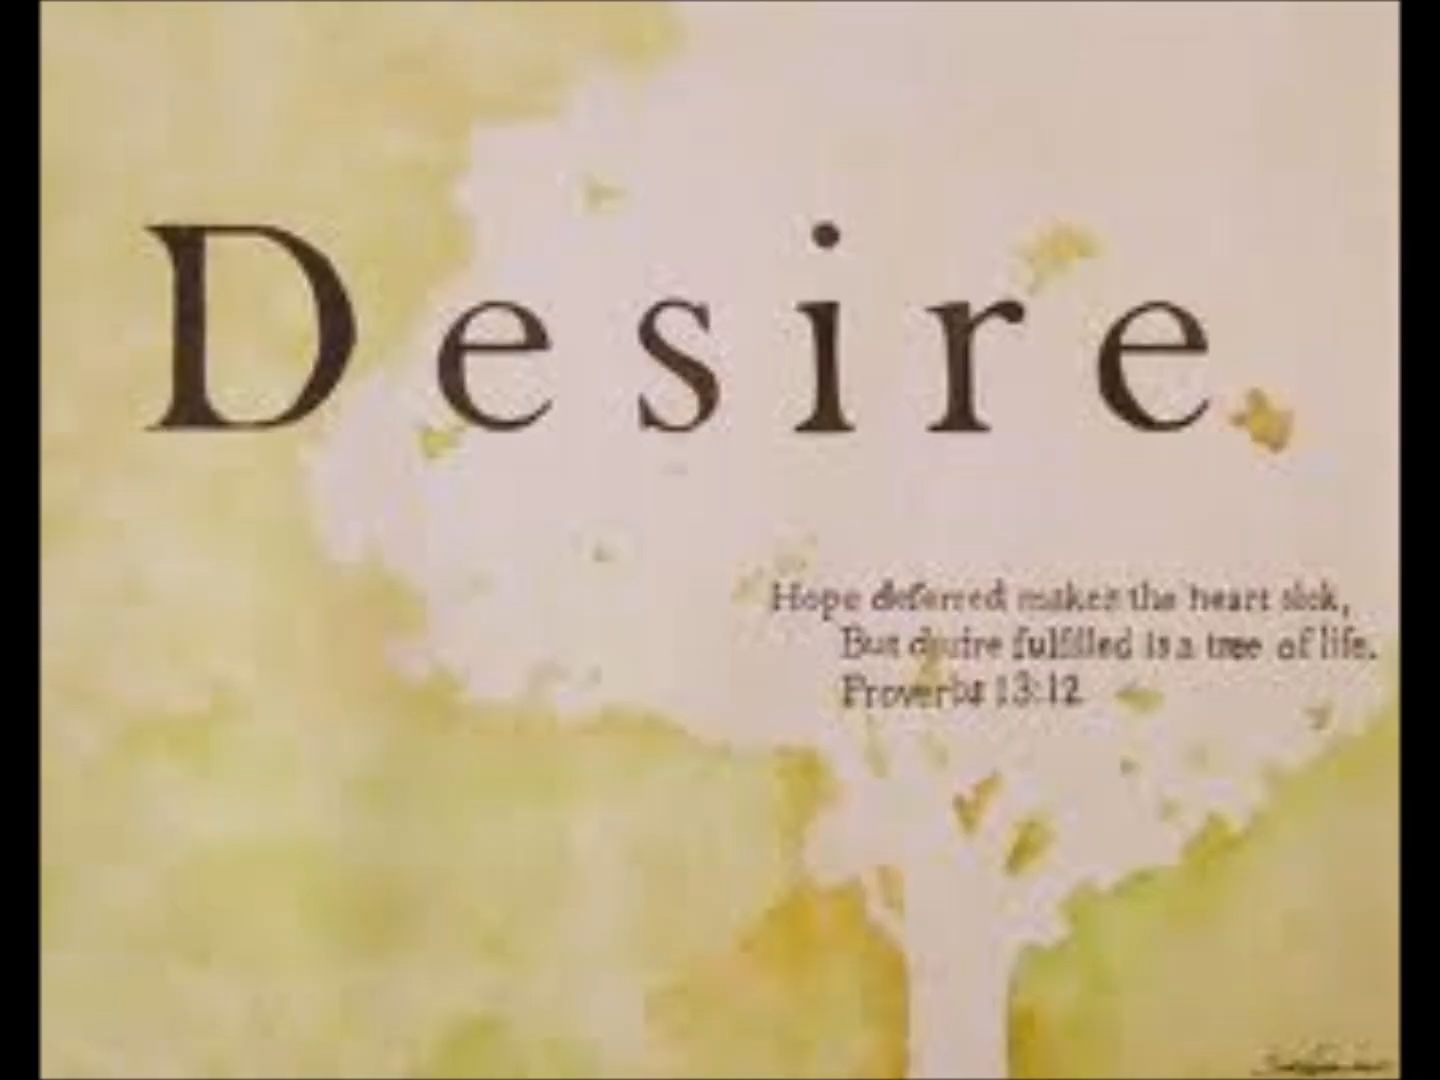 Desire
Hope deferred makes the heart sick,
But desire fulfilled is a tree of life.
Proverbs 13:12